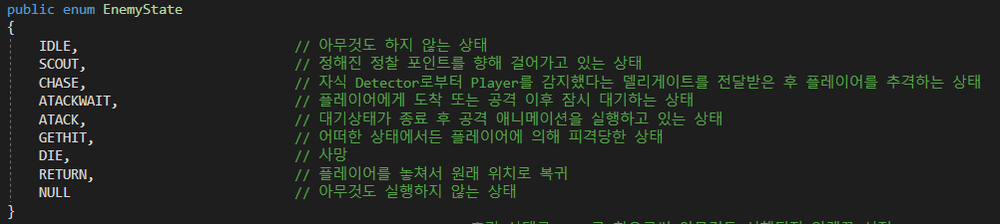 public enum EnemyState
{
IDLE, // 아무것도 하지 않는 상태
SCOUT, // 정해진 정찰 포인트를 향해 걸어가고 있는 상태
CHASE, // 자식 Detector로부터 Player를 감지했다는 델리게이트를 전달받은 후 플레이어를 추격하는 상태
ATACKWAIT, // 플레이어에게 도착 또는 공격 이후 잠시 대기하는 상태
ATACK, // 대기상태가 종료 후 공격 애니메이션을 실행하고 있는 상태
GETHIT, // 어떠한 상태에서든 플레이어에 의해 피격당한 상태
DIE, // 사망
RETURN, // 플레이어를 놓쳐서 원래 위치로 복귀
NULL // 아무것도 실행하지 않는 상태
}